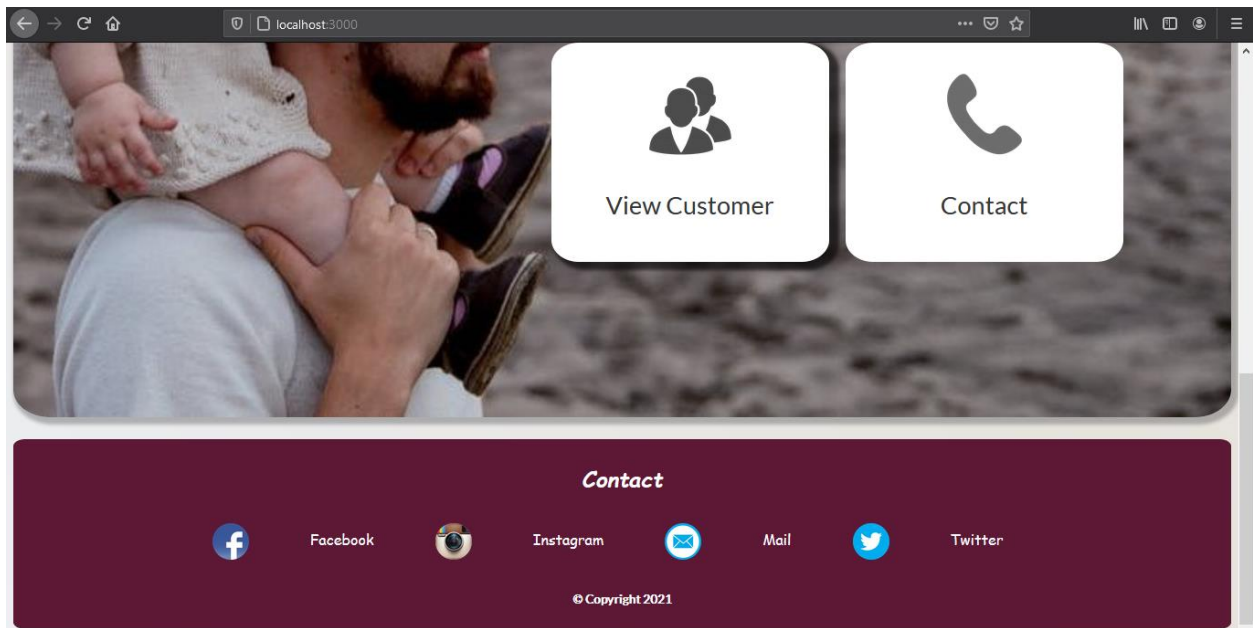 localhost:3000
View Customer
Contact
Contact
Facebook
Instagram
Mail
Twitter
© Copyright 2021